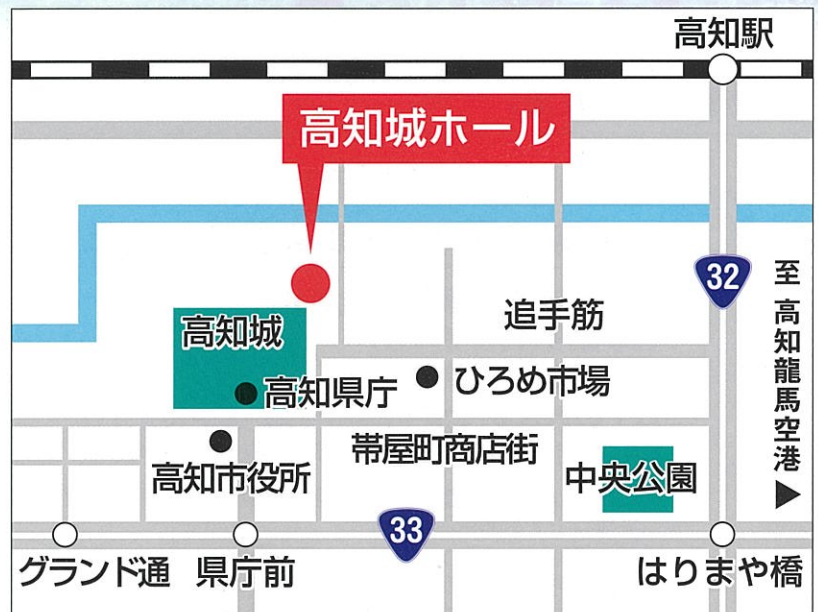 高知駅
高知城ホール
32
至 高知龍馬空港 ▶
追手筋
高知城
ひろめ市場
高知県庁
帯屋町商店街
高知市役所
中央公園
33
グランド通
県庁前
はりまや橋